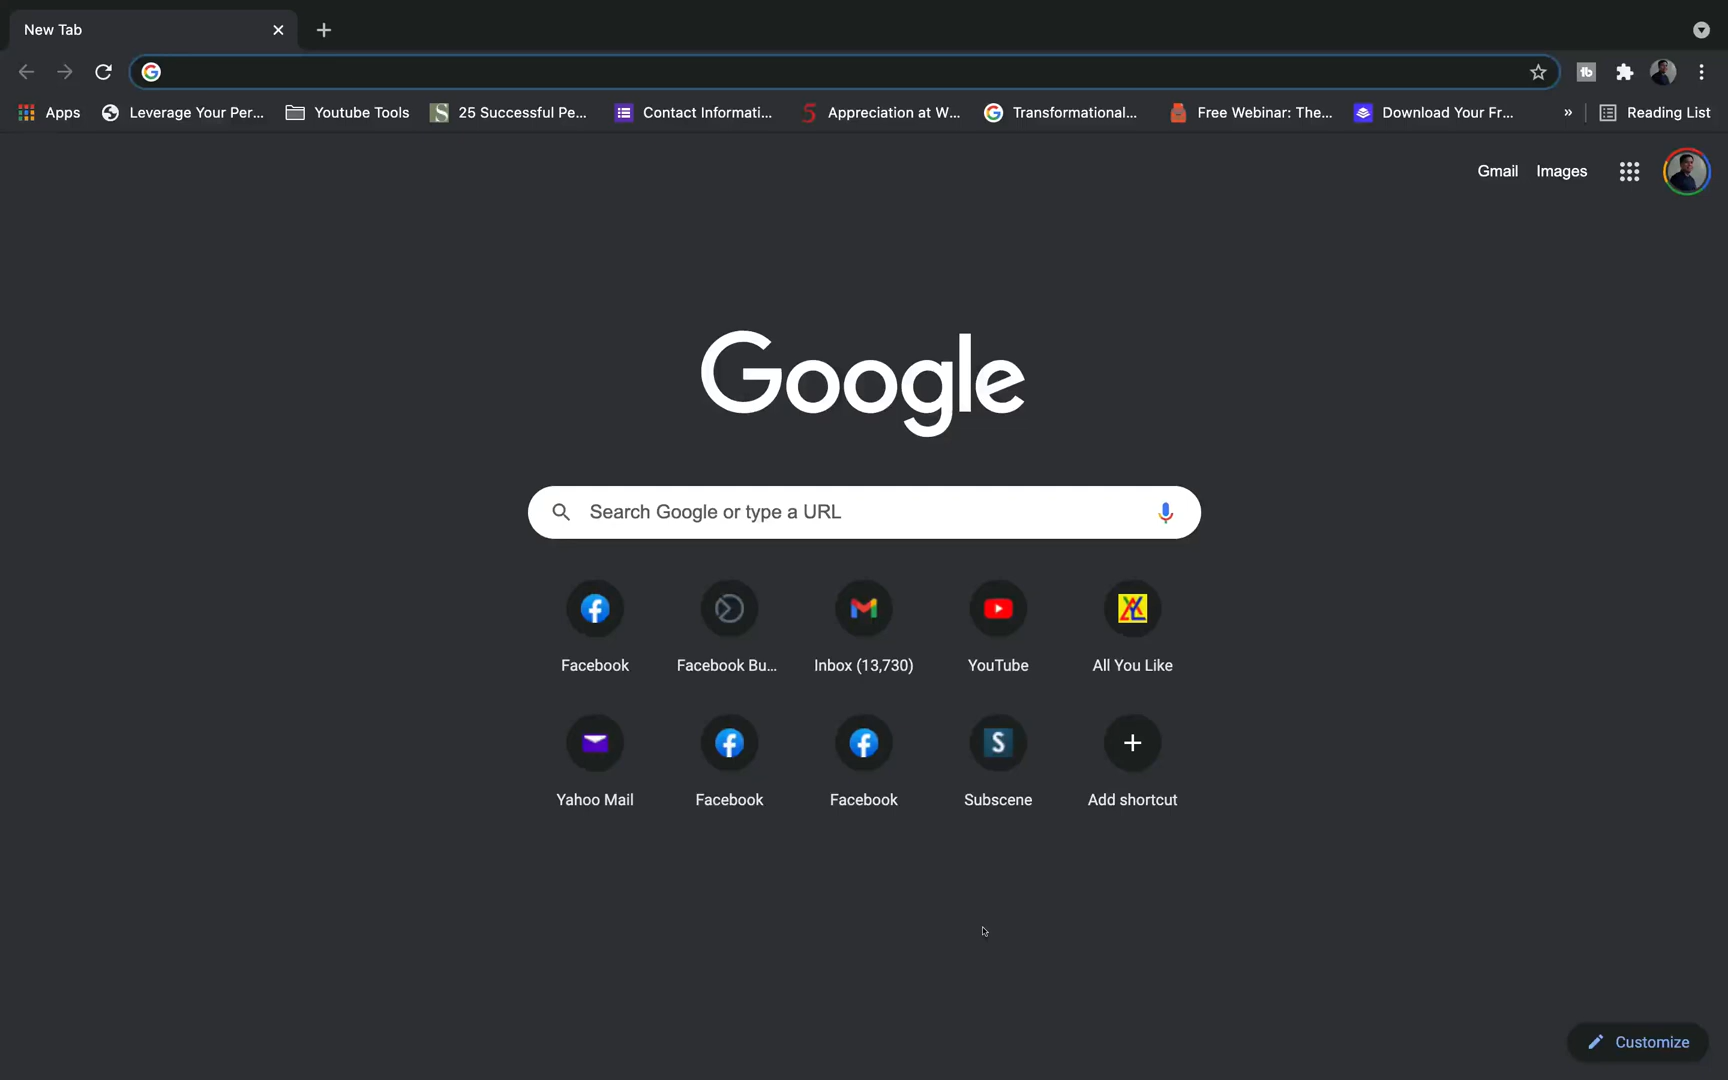 New Tab
Apps Leverage Your Per... Youtube Tools 25 Successful Pe... Contact Informati... Appreciation at W... Transformational... Free Webinar: The... Download Your Fr... » Reading List
Gmail Images
Google
Search Google or type a URL
Facebook Facebook Bu... Inbox (13,730) YouTube All You Like
Yahoo Mail Facebook Facebook Subscene Add shortcut
Customize